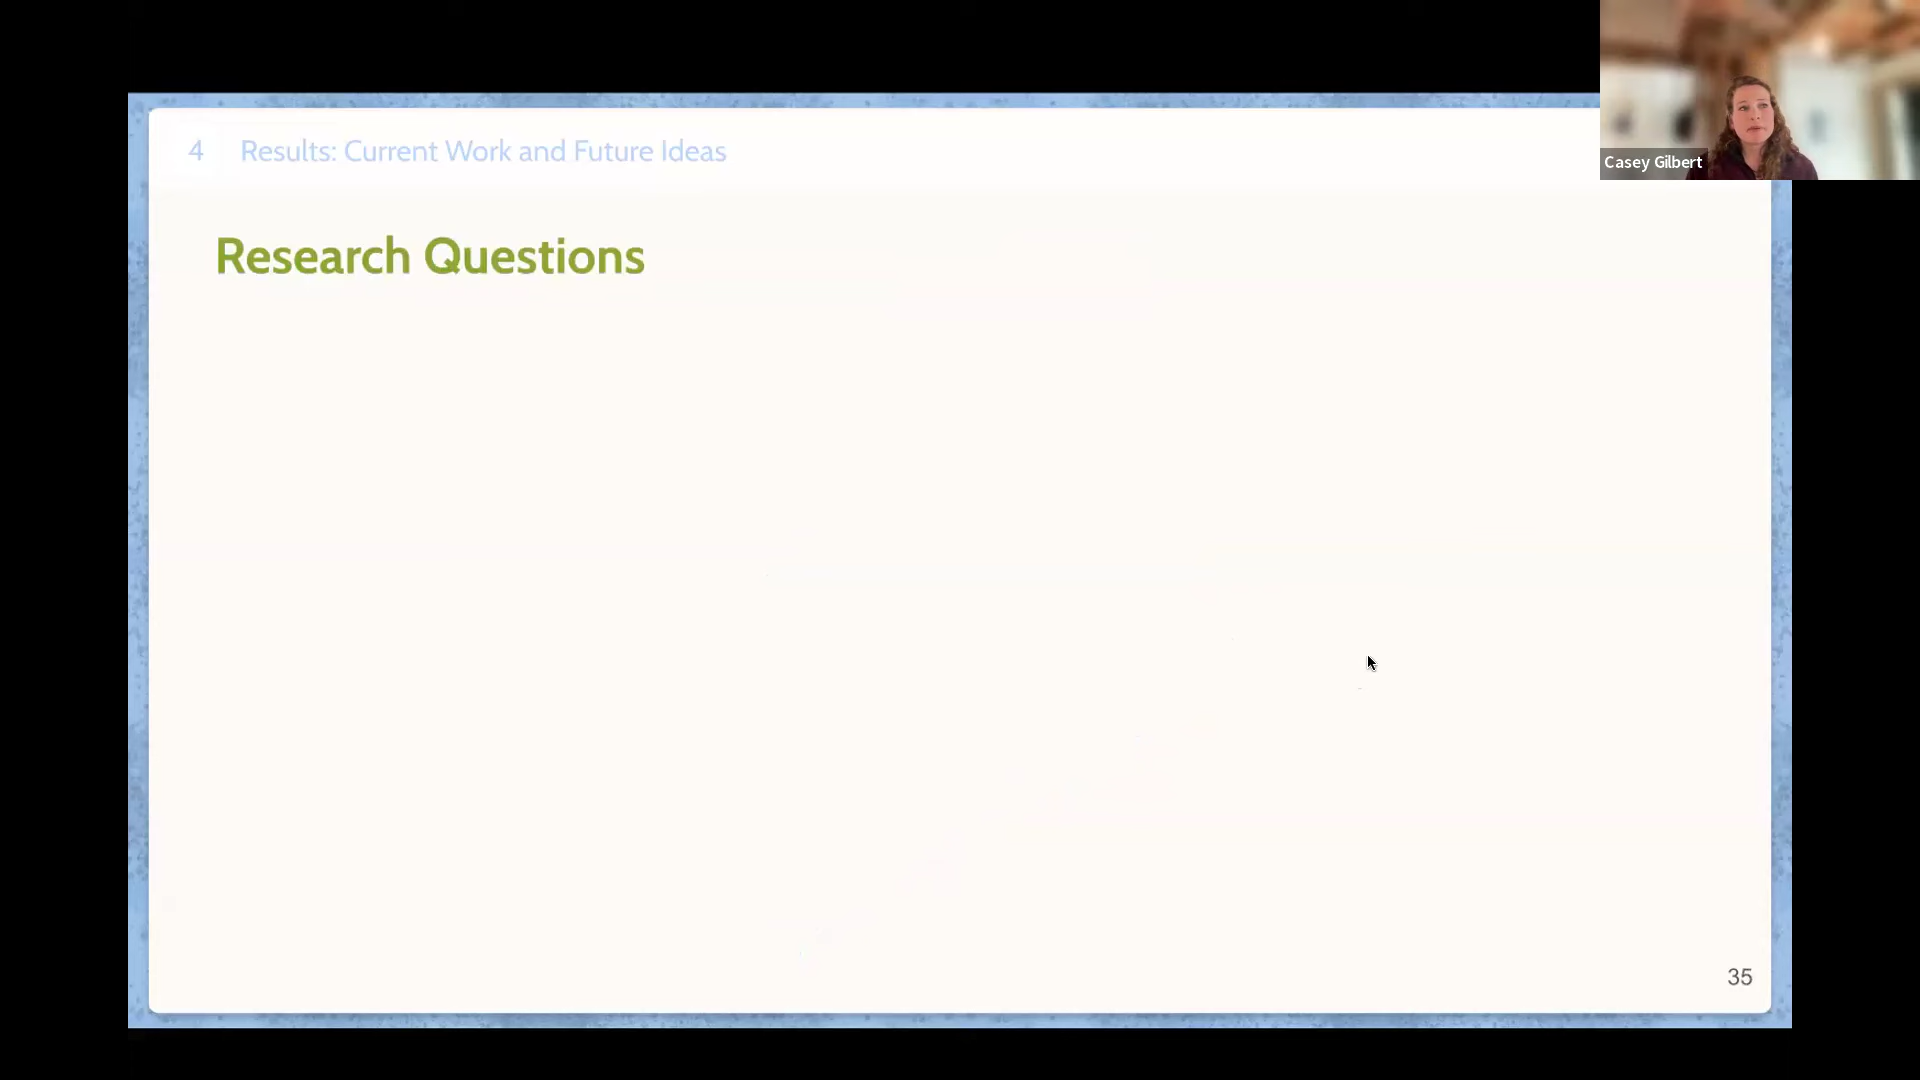 4 Results: Current Work and Future Ideas
Casey Gilbert
Research Questions
35